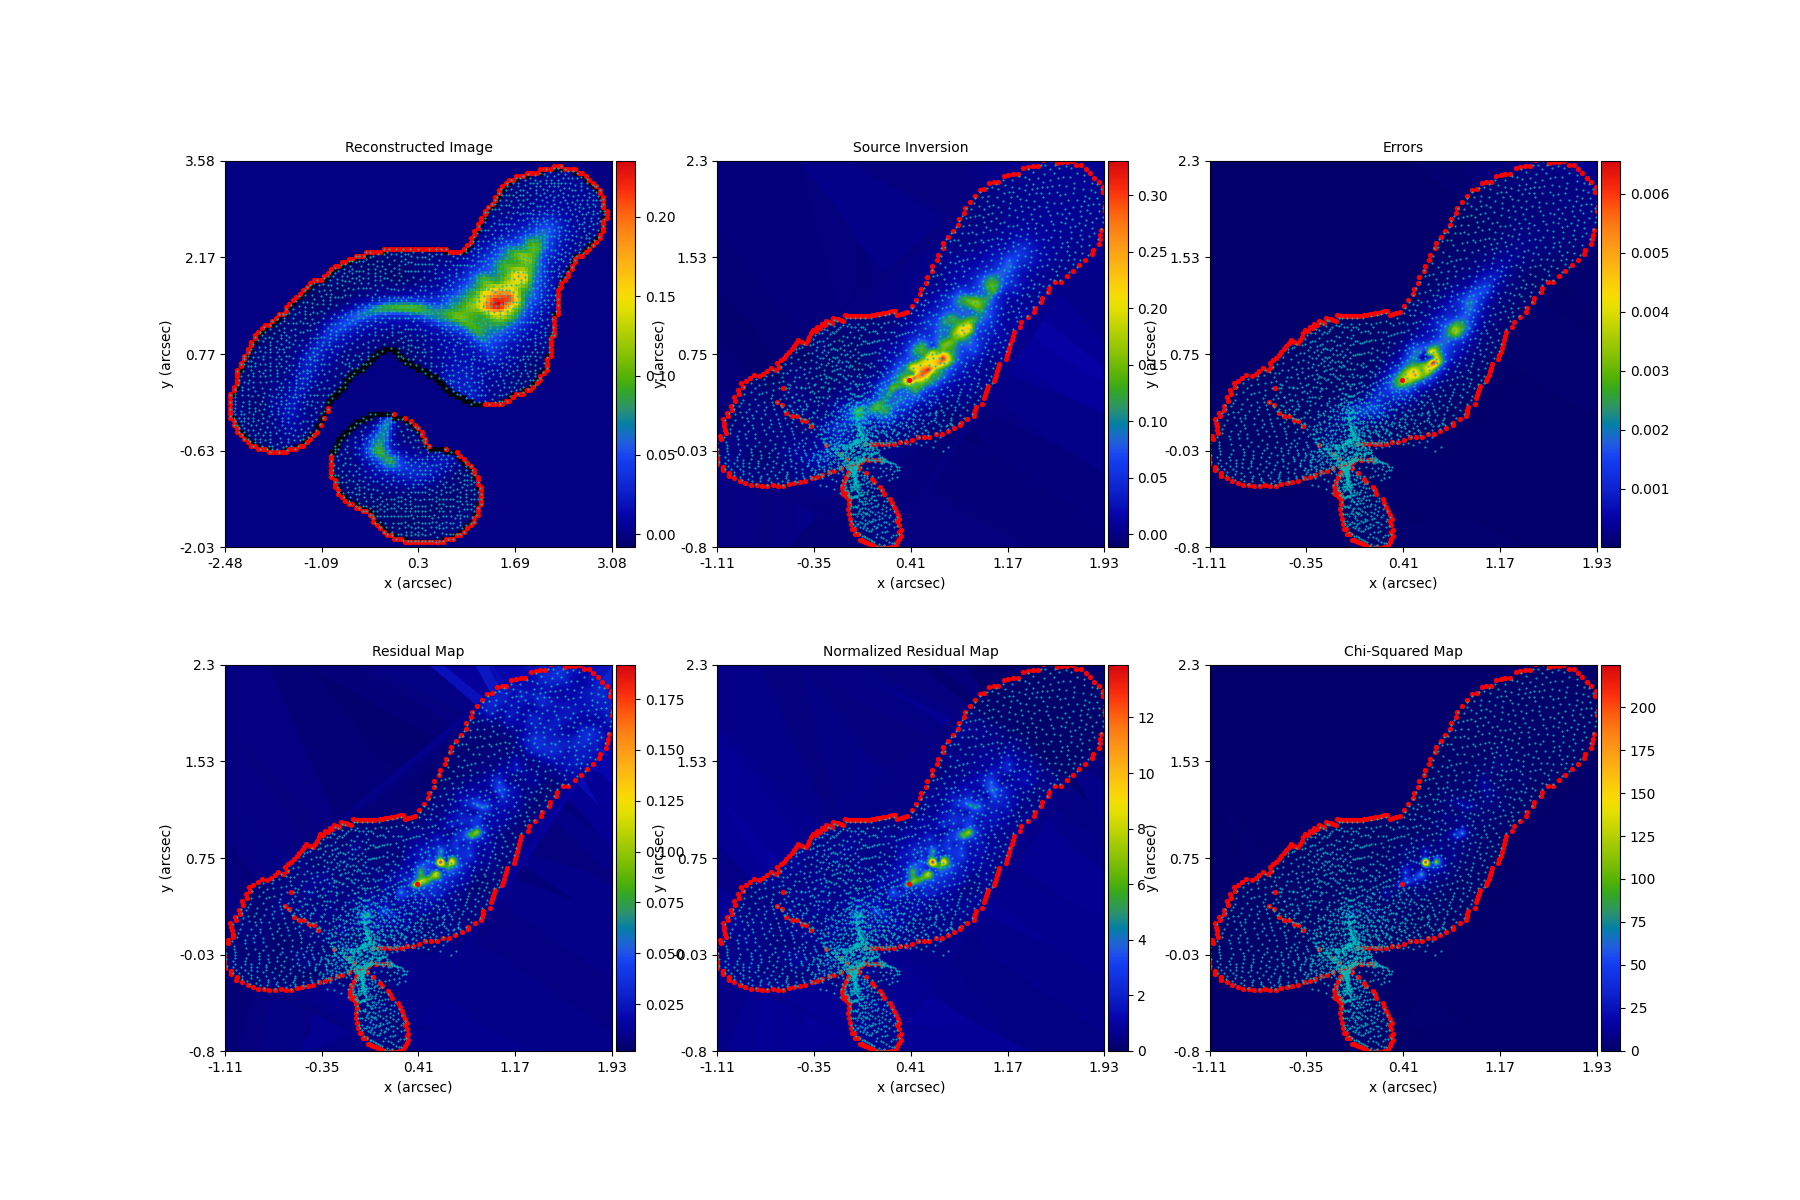 Reconstructed Image
Source Inversion
Errors
3.58
2.17
0.77
-0.63
-2.03
y (arcsec)
-2.48 -1.09 0.3 1.69 3.08
x (arcsec)
0.20
0.15
0.10
0.05
0.00
2.3
1.53
0.75
-0.03
-0.8
y (arcsec)
-1.11 -0.35 0.41 1.17 1.93
x (arcsec)
0.30
0.25
0.20
0.15
0.10
0.05
0.00
2.3
1.53
0.75
-0.03
-0.8
y (arcsec)
-1.11 -0.35 0.41 1.17 1.93
x (arcsec)
0.006
0.005
0.004
0.003
0.002
0.001
Residual Map
Normalized Residual Map
Chi-Squared Map
2.3
1.53
0.75
-0.03
-0.8
y (arcsec)
-1.11 -0.35 0.41 1.17 1.93
x (arcsec)
0.175
0.150
0.125
0.100
0.075
0.050
0.025
2.3
1.53
0.75
-0.03
-0.8
y (arcsec)
-1.11 -0.35 0.41 1.17 1.93
x (arcsec)
12
10
8
6
4
2
0
2.3
1.53
0.75
-0.03
-0.8
y (arcsec)
-1.11 -0.35 0.41 1.17 1.93
x (arcsec)
200
175
150
125
100
75
50
25
0